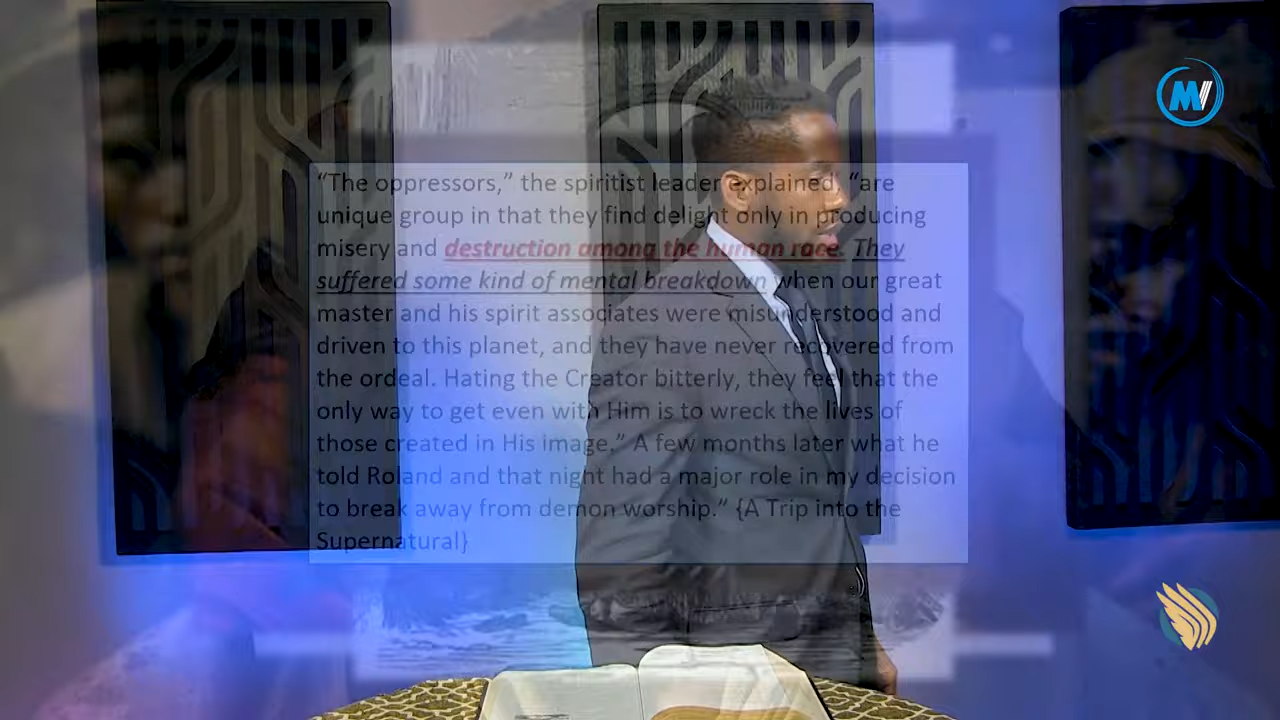 “The oppressors,” the spiritist leader explained, “are
unique group in that they find delight only in producing
misery and destruction among the human race. They
suffered some kind of mental breakdown when our great
master and his spirit associates were misunderstood and
driven to this planet, and they have never recovered from
the ordeal. Hating the Creator bitterly, they feel that the
only way to get even with Him is to wreck the lives of
those created in His image.” A few months later what he
told Roland and that night had a major role in my decision
to break away from demon worship.” {A Trip into the
Supernatural}
MV